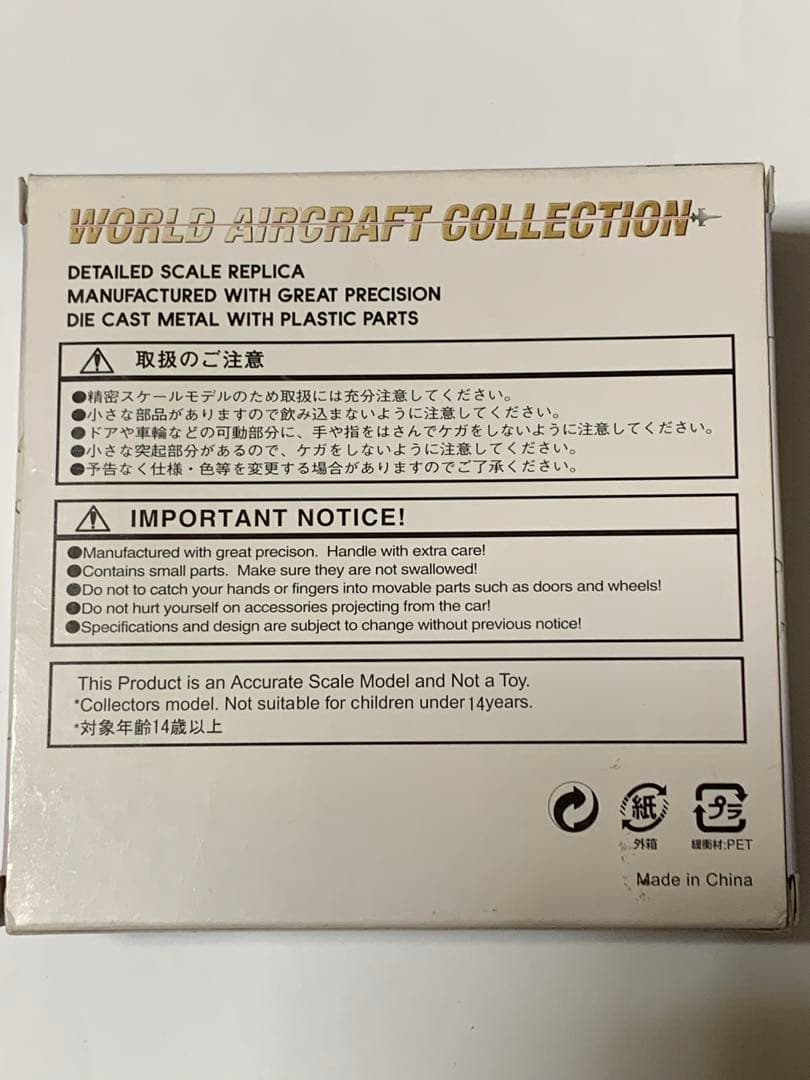 WORLD AIRCRAFT COLLECTION
DETAILED SCALE REPLICA
MANUFACTURED WITH GREAT PRECISION
DIE CAST METAL WITH PLASTIC PARTS
取扱のご注意
●精密スケールモデルのため取扱には充分注意してください。
●小さな部品がありますので飲み込まないように注意してください。
●ドアや車輪などの可動部分に、手や指をはさんでケガをしないように注意してください。
●小さな突起部分があるので、ケガをしないように注意してください。
●予告なく仕様・色等を変更する場合がありますのでご了承ください。
IMPORTANT NOTICE!
●Manufactured with great precison. Handle with extra care!
●Contains small parts. Make sure they are not swallowed!
●Do not to catch your hands or fingers into movable parts such as doors and wheels!
●Do not hurt yourself on accessories projecting from the car!
●Specifications and design are subject to change without previous notice!
This Product is an Accurate Scale Model and Not a Toy.
*Collectors model. Not suitable for children under 14years.
*対象年齢14歳以上
紙
外箱
プラ
緩衝材:PET
Made in China